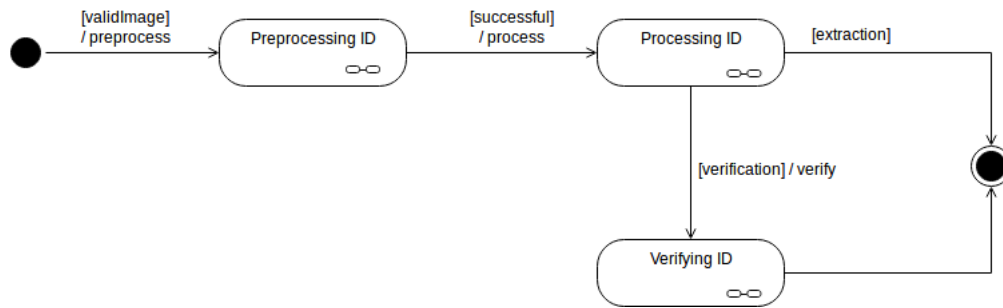 [validImage]
/ preprocess
Preprocessing ID
[successful]
/ process
Processing ID
[extraction]
[verification] / verify
Verifying ID